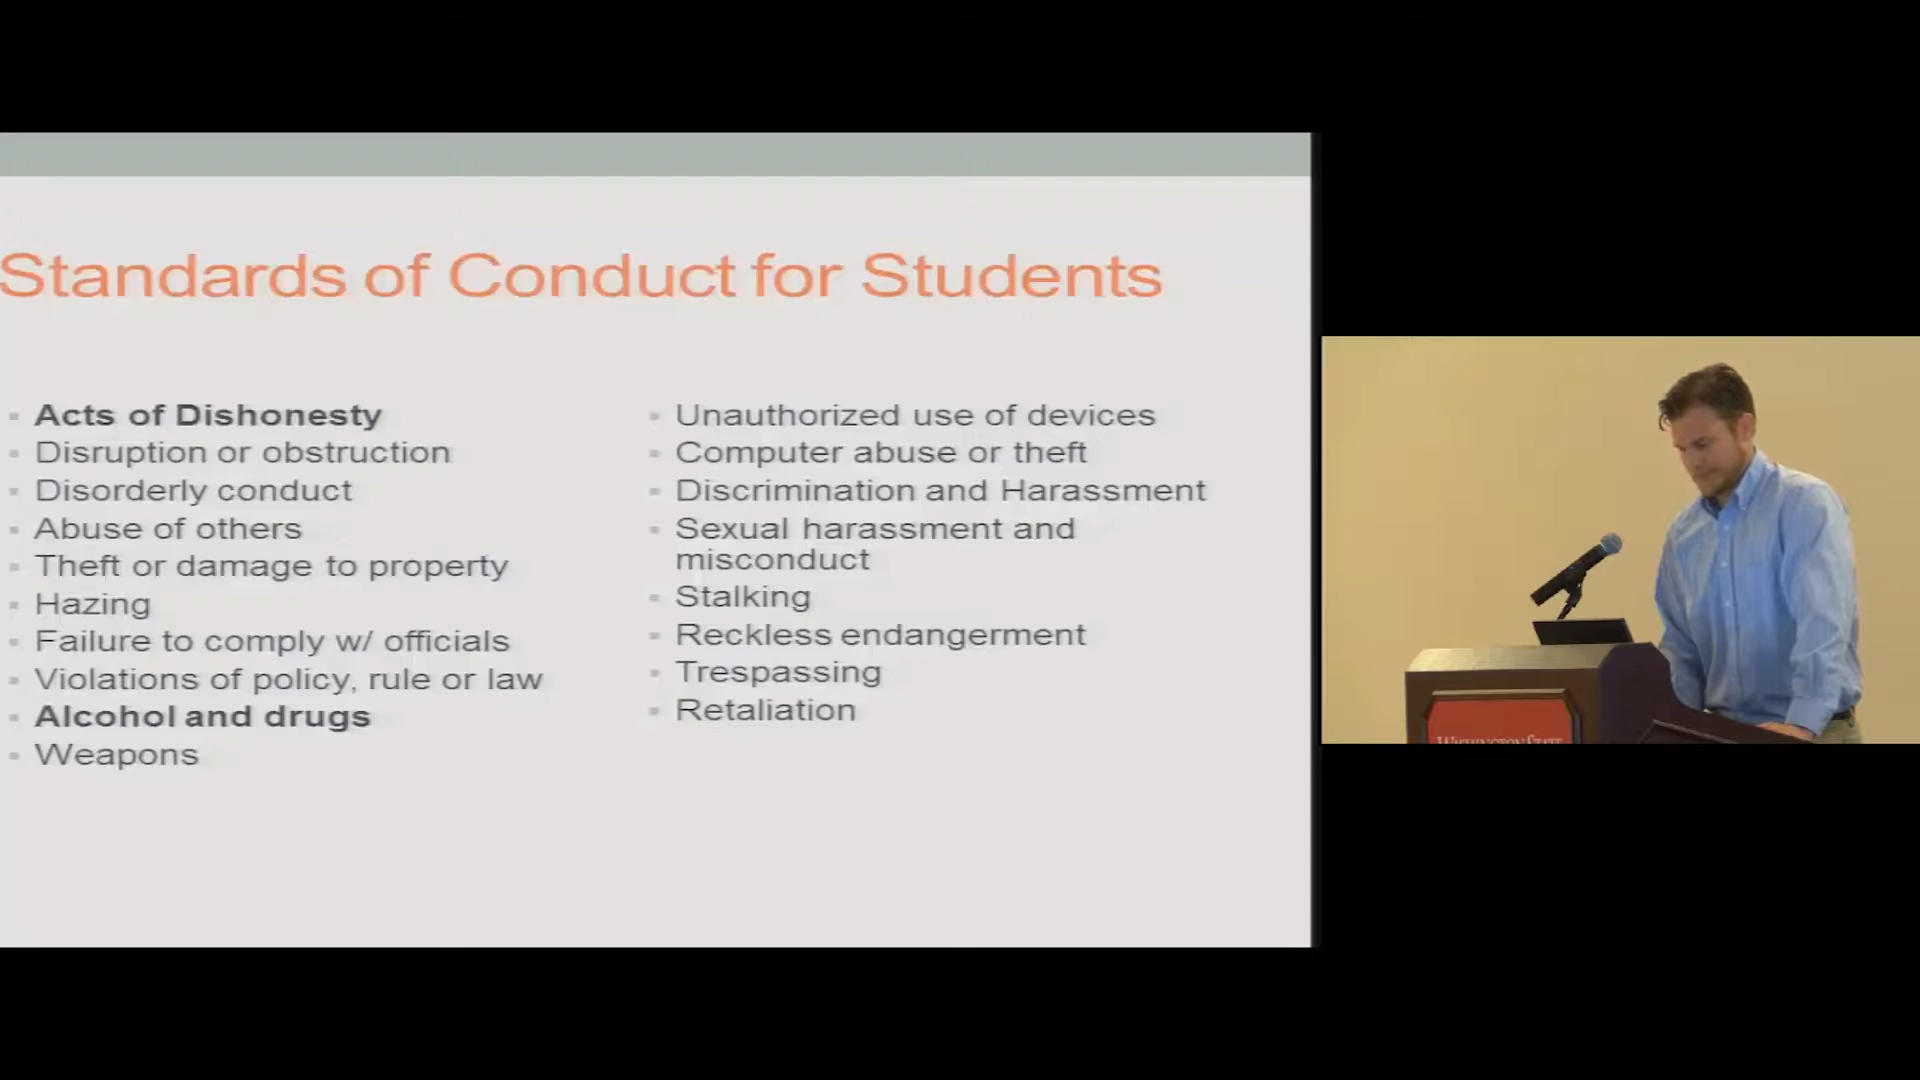 Standards of Conduct for Students
Acts of Dishonesty
Disruption or obstruction
Disorderly conduct
Abuse of others
Theft or damage to property
Hazing
Failure to comply w/ officials
Violations of policy, rule or law
Alcohol and drugs
Weapons
Unauthorized use of devices
Computer abuse or theft
Discrimination and Harassment
Sexual harassment and
misconduct
Stalking
Reckless endangerment
Trespassing
Retaliation
WASHINGTON STATE